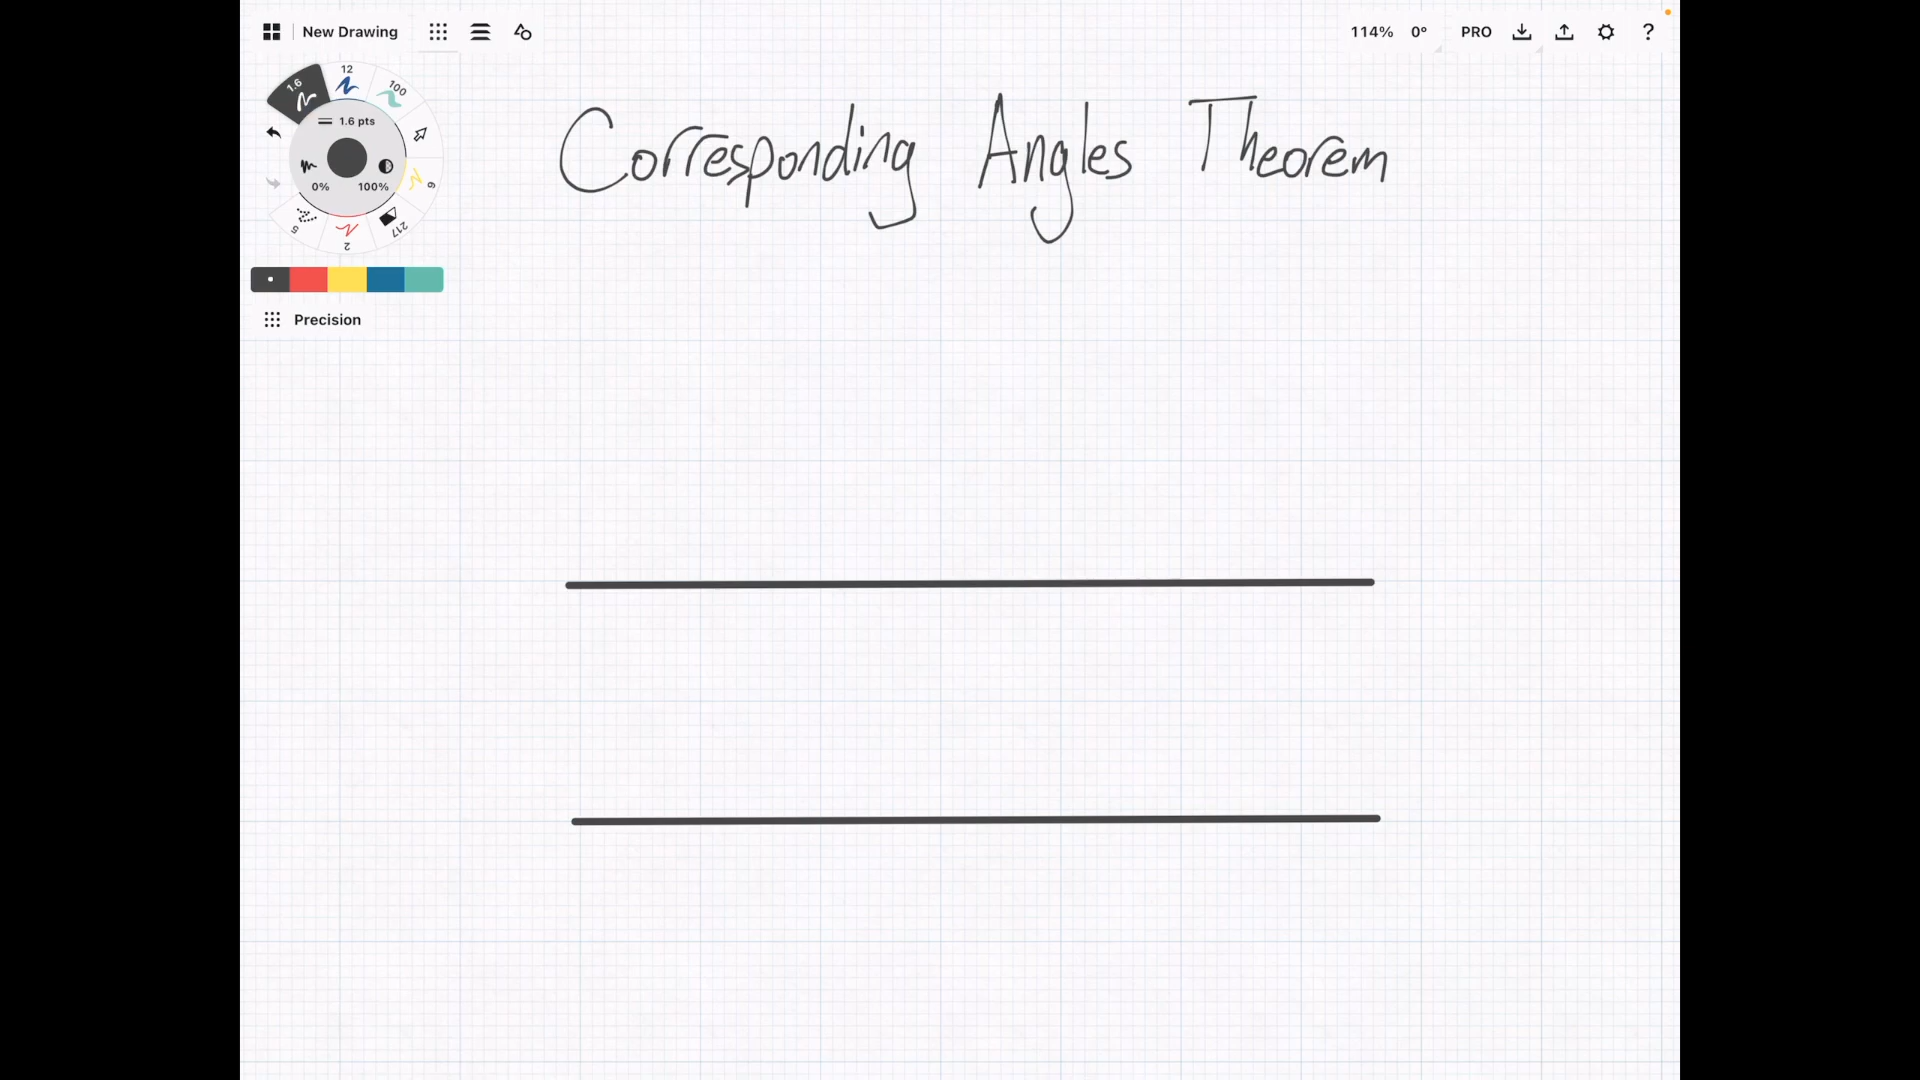 New Drawing
114% 0° PRO ?
12
1.6
100
1.6 pts
6
0% 100%
5
217
2
Precision
Corresponding Angles Theorem